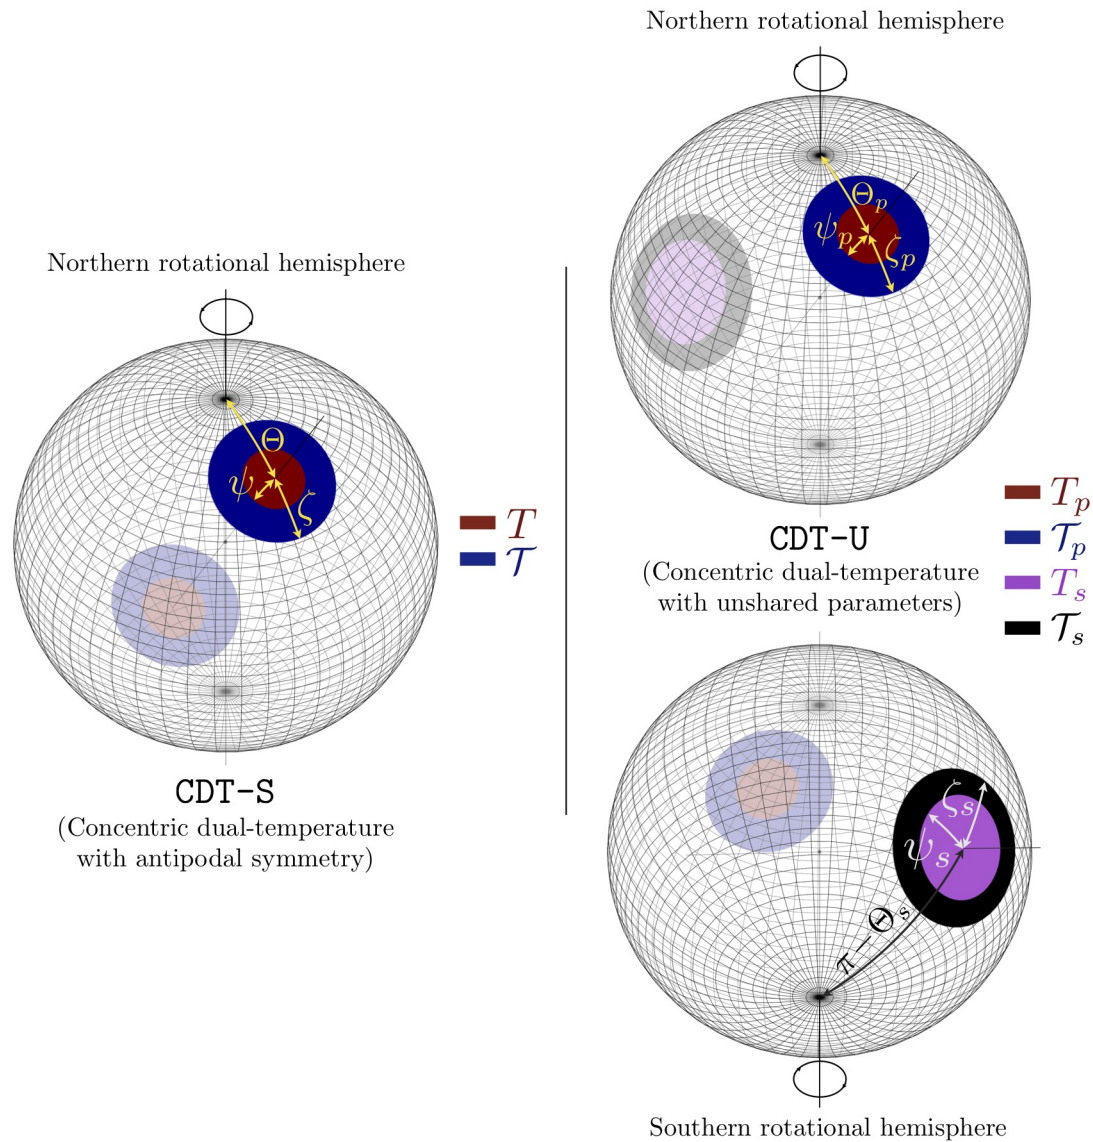 Northern rotational hemisphere
Θ
ψ
ζ
T
𝒯
CDT-S
(Concentric dual-temperature
with antipodal symmetry)
Northern rotational hemisphere
Θp
ψp
ζp
CDT-U
(Concentric dual-temperature
with unshared parameters)
Tp
𝒯p
Ts
𝒯s
ζs
ψs
π−Θs
Southern rotational hemisphere